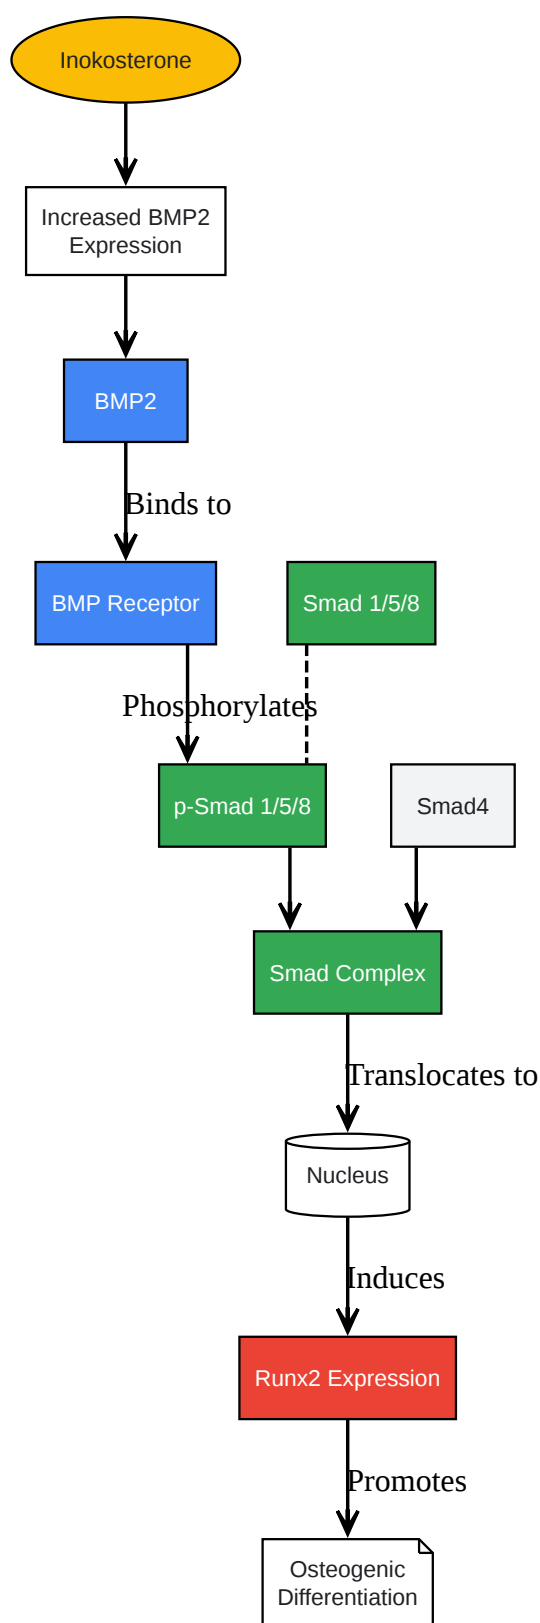 Inokosterone
Increased BMP2
Expression
BMP2
Binds to
BMP Receptor
Smad 1/5/8
Phosphorylates
p-Smad 1/5/8
Smad4
Smad Complex
Translocates to
Nucleus
Induces
Runx2 Expression
Promotes
Osteogenic
Differentiation